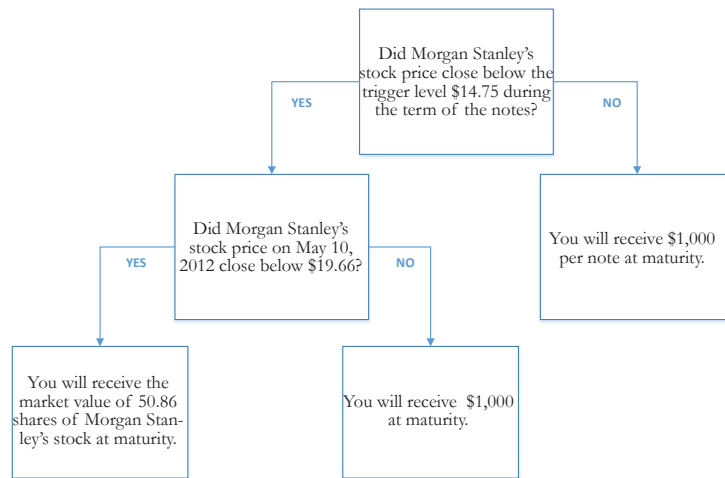 Did Morgan Stanley's
stock price close below the
trigger level $14.75 during
the term of the notes?
YES
NO
Did Morgan Stanley's
stock price on May 10,
2012 close below $19.66?
You will receive $1,000
per note at maturity.
YES
NO
You will receive the
market value of 50.86
shares of Morgan Stan-
ley's stock at maturity.
You will receive $1,000
at maturity.